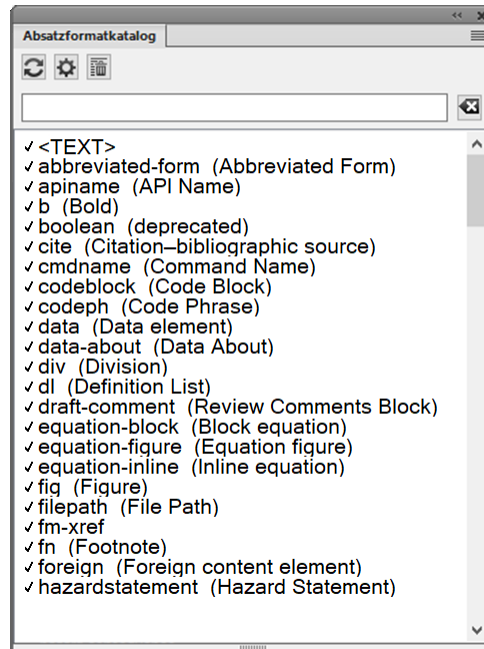 Absatzformatkatalog
<TEXT>
abbreviated-form (Abbreviated Form)
apiname (API Name)
b (Bold)
boolean (deprecated)
cite (Citation–bibliographic source)
cmdname (Command Name)
codeblock (Code Block)
codeph (Code Phrase)
data (Data element)
data-about (Data About)
div (Division)
dl (Definition List)
draft-comment (Review Comments Block)
equation-block (Block equation)
equation-figure (Equation figure)
equation-inline (Inline equation)
fig (Figure)
filepath (File Path)
fm-xref
fn (Footnote)
foreign (Foreign content element)
hazardstatement (Hazard Statement)